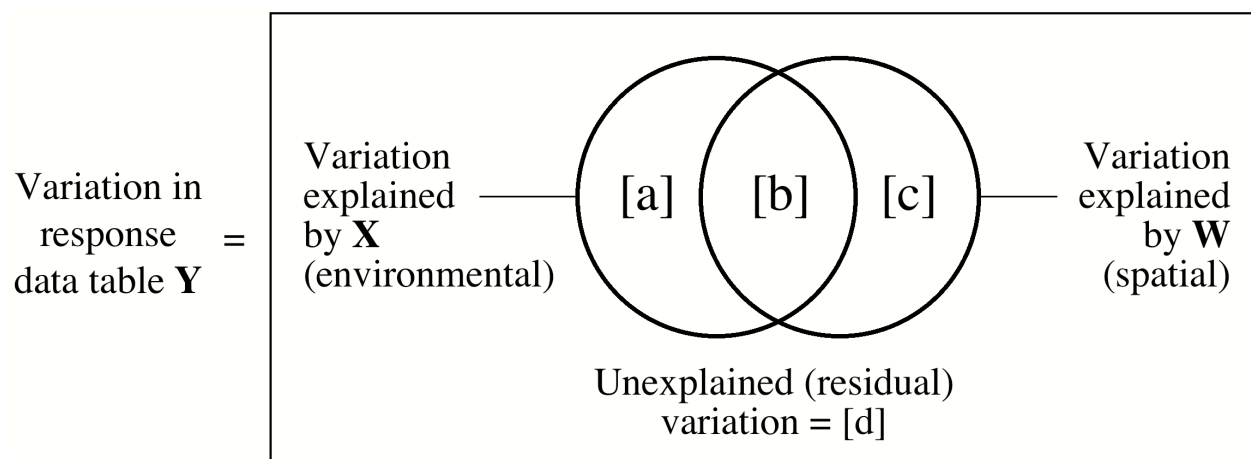 Variation in
response
data table Y
=
Variation
explained
by X
(environmental)
[a]
[b]
[c]
Variation
explained
by W
(spatial)
Unexplained (residual)
variation = [d]